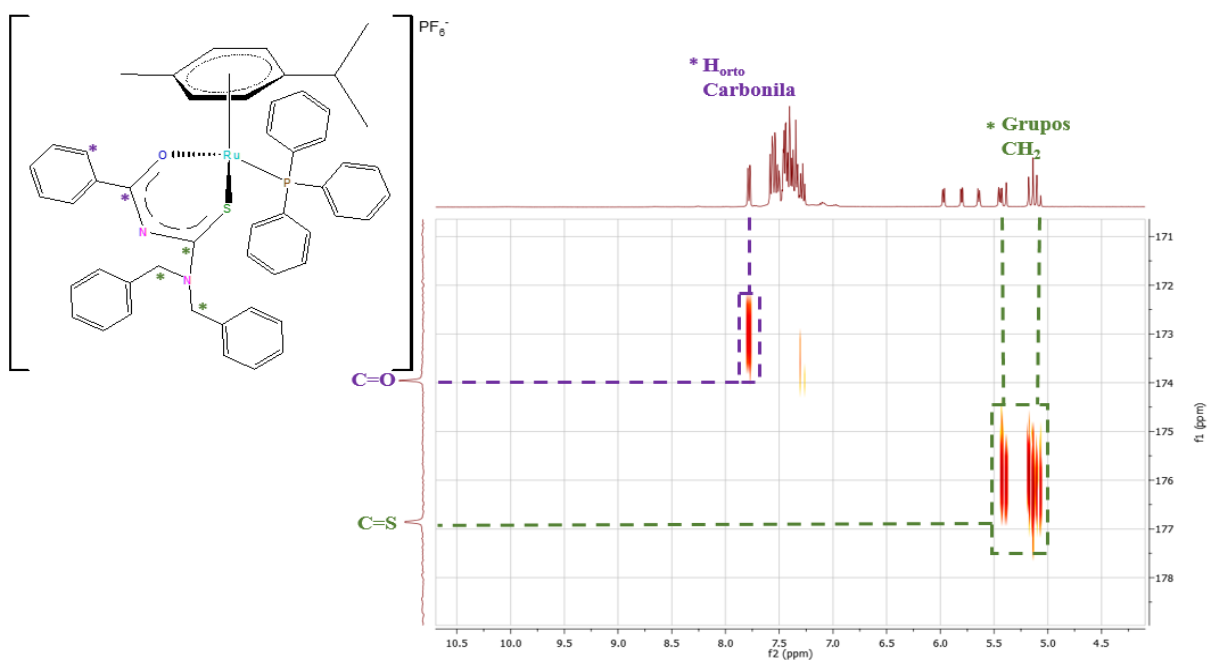 PF6-
* Horto
Carbonila
* Grupos
CH2
O
Ru
P
S
N
N
*
*
*
*
*
C=O
C=S
171
172
173
174
175
176
177
178
f1 (ppm)
10.5 10.0 9.5 9.0 8.5 8.0 7.5 7.0 6.5 6.0 5.5 5.0 4.5
f2 (ppm)